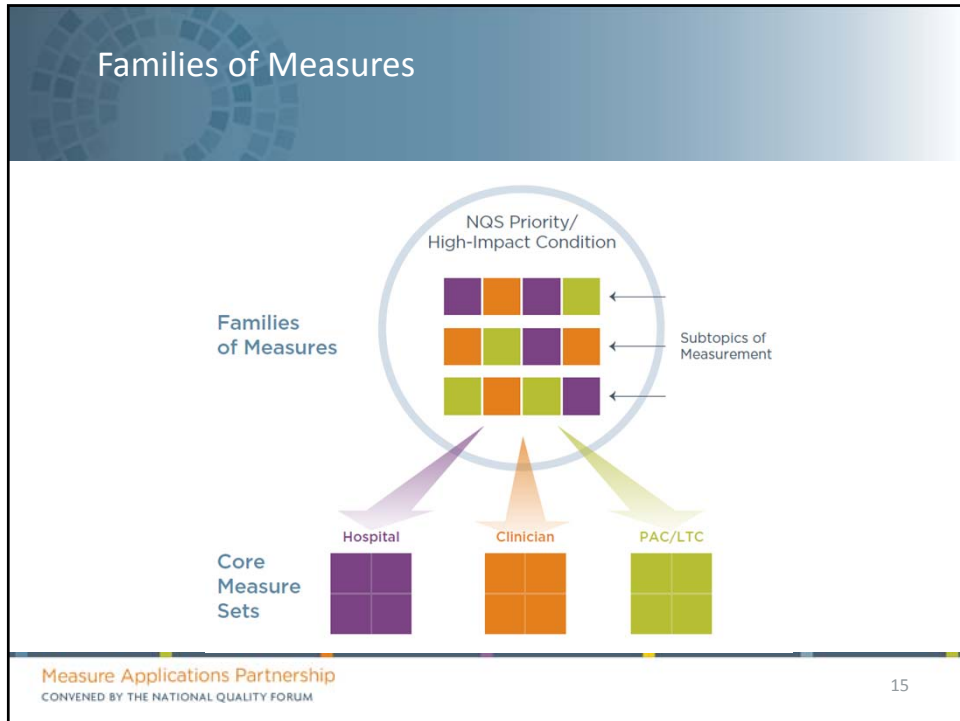 Families of Measures
NQS Priority/
High-Impact Condition
Families
of Measures
Subtopics of
Measurement
Hospital
Clinician
PAC/LTC
Core
Measure
Sets
Measure Applications Partnership
CONVENED BY THE NATIONAL QUALITY FORUM
15